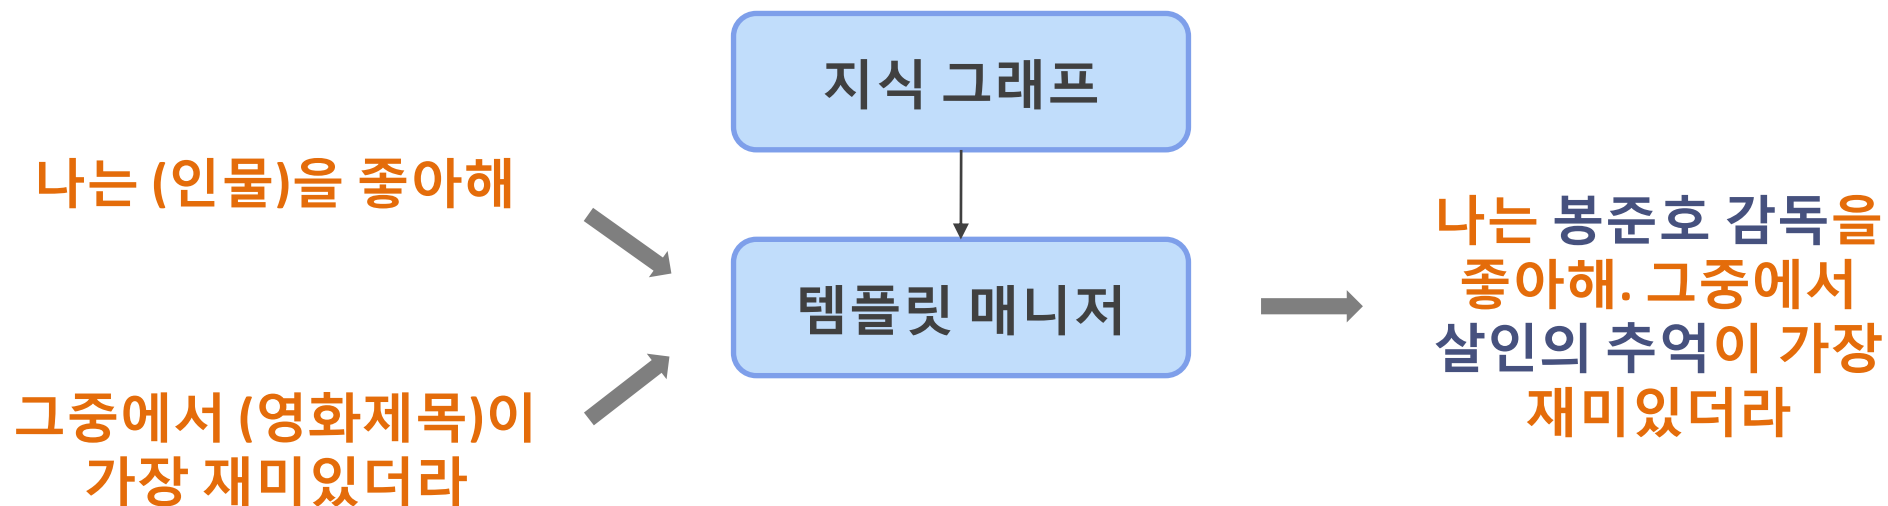 지식 그래프
나는 (인물)을 좋아해
템플릿 매니저
그중에서 (영화제목)이
가장 재미있더라
나는 봉준호 감독을
좋아해. 그중에서
살인의 추억이 가장
재미있더라